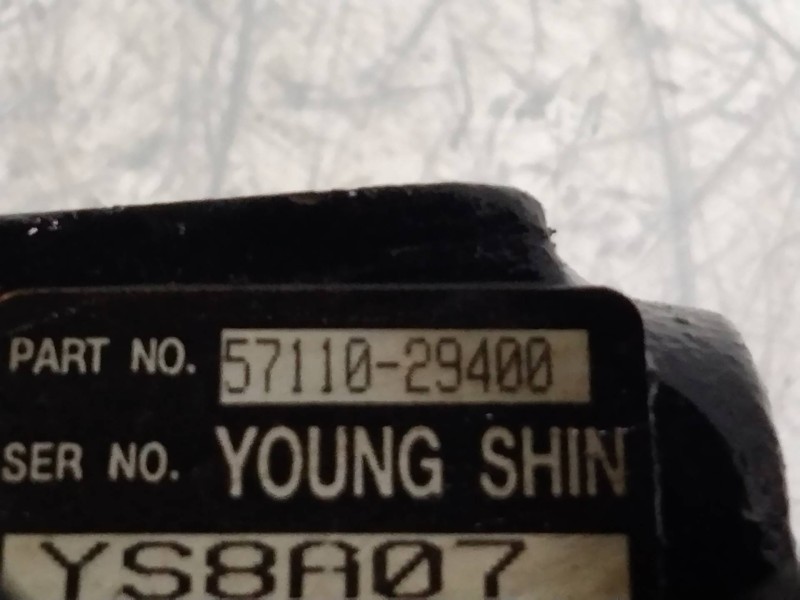 PART NO. 57110-29400
SER NO. YOUNG SHIN
YS8A07